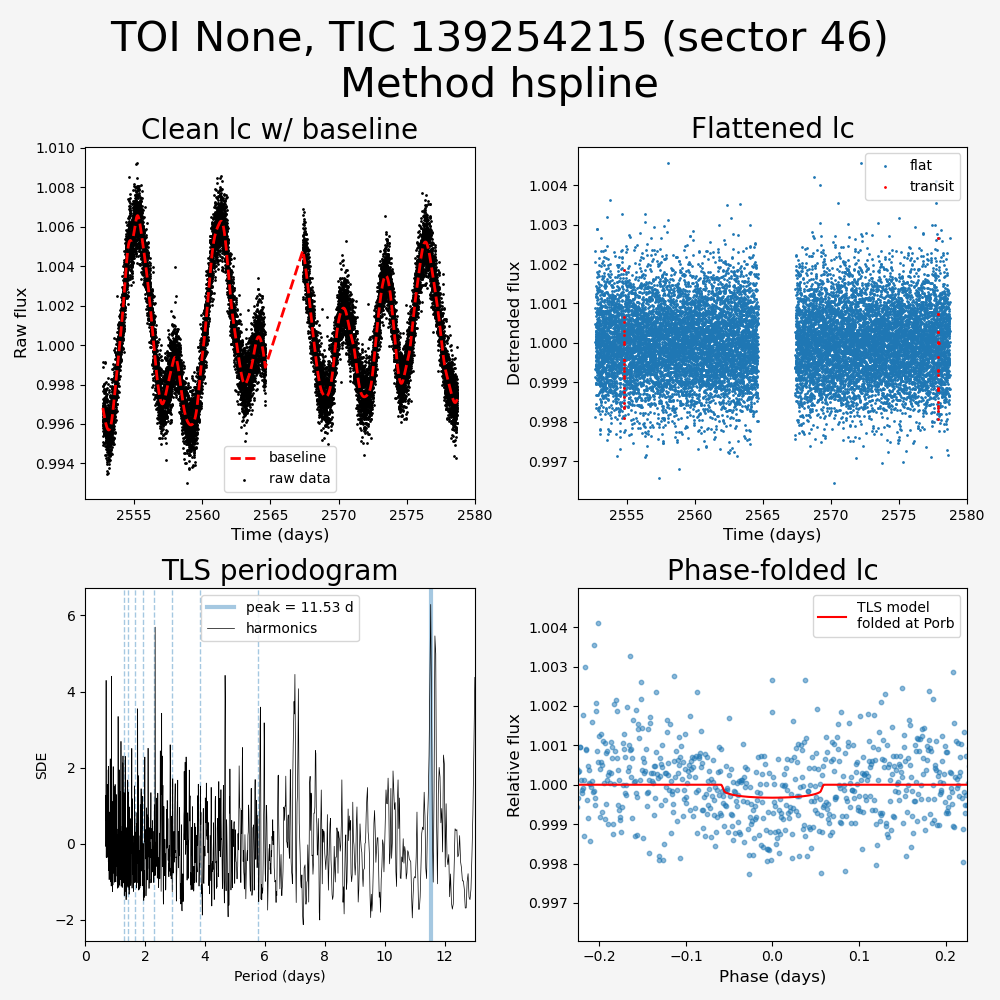 TOI None, TIC 139254215 (sector 46)
Method hspline
Clean lc w/ baseline
1.010
1.008
1.006
1.004
1.002
1.000
0.998
0.996
0.994
Raw flux
baseline
raw data
2555
2560
2565
2570
2575
2580
Time (days)
Flattened lc
flat
transit
1.004
1.003
1.002
1.001
1.000
0.999
0.998
0.997
Detrended flux
2555
2560
2565
2570
2575
2580
Time (days)
TLS periodogram
peak = 11.53 d
harmonics
6
4
2
0
−2
SDE
0
2
4
6
8
10
12
Period (days)
Phase-folded lc
TLS model
folded at Porb
1.004
1.003
1.002
1.001
1.000
0.999
0.998
0.997
Relative flux
−0.2
−0.1
0.0
0.1
0.2
Phase (days)